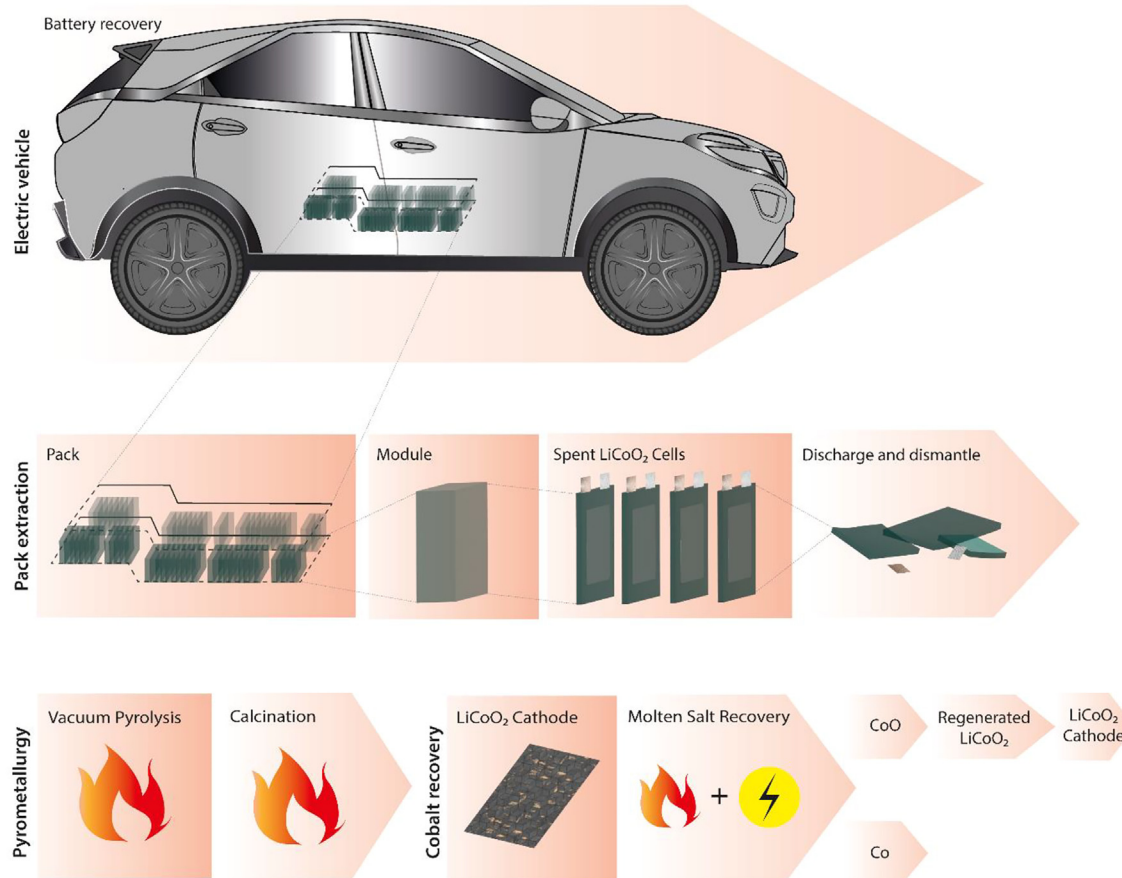 Battery recovery
Electric vehicle
Pack extraction
Pack
Module
Spent LiCoO₂ Cells
Discharge and dismantle
Pyrometallurgy
Vacuum Pyrolysis
Calcination
Cobalt recovery
LiCoO₂ Cathode
Molten Salt Recovery
+
CoO
Regenerated
LiCoO₂
LiCoO₂
Cathode
Co